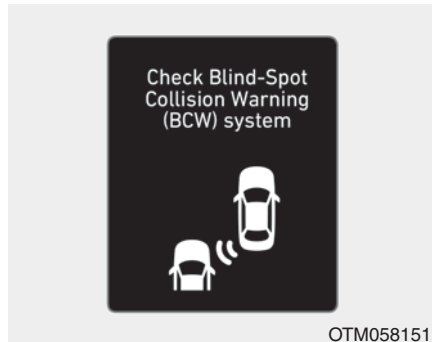 Check Blind-Spot
Collision Warning
(BCW) system
OTM058151